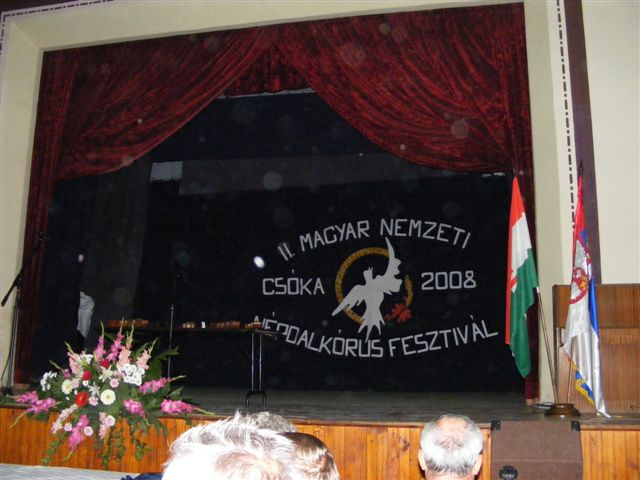 II. MAGYAR NEMZETI
CSÓKA 2008
NÉPDALKÓRUS FESZTIVÁL